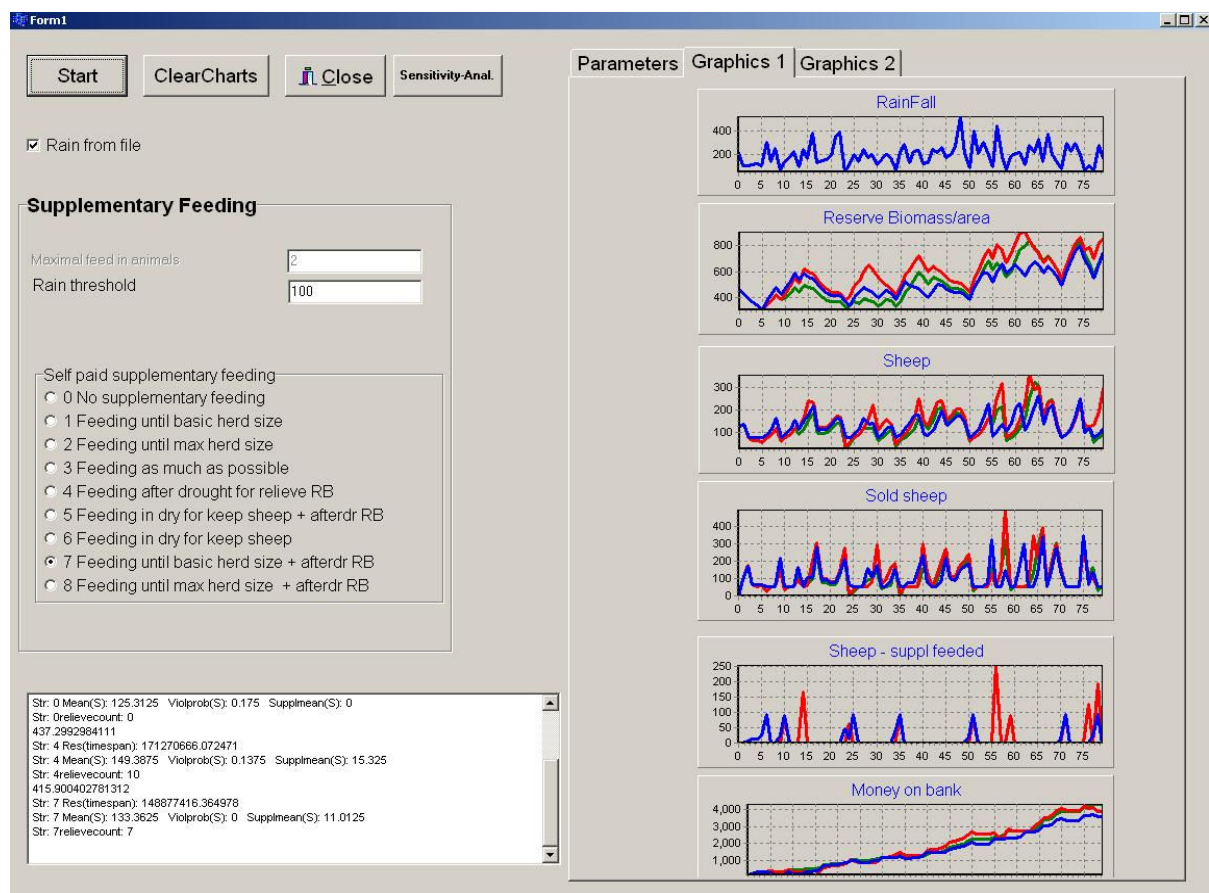 Form1
Start
ClearCharts
Close
Sensitivity-Anal.
Rain from file
Supplementary Feeding
Maximal feed in animals
2
Rain threshold
100
Self paid supplementary feeding
0 No supplementary feeding
1 Feeding until basic herd size
2 Feeding until max herd size
3 Feeding as much as possible
4 Feeding after drought for relieve RB
5 Feeding in dry for keep sheep + afterdr RB
6 Feeding in dry for keep sheep
7 Feeding until basic herd size + afterdr RB
8 Feeding until max herd size + afterdr RB
Str: 0 Mean(S): 125.3125 Violprob(S): 0.175 Supplmean(S): 0
Str: 0relievecount: 0
437.2992984111
Str: 4 Res(timespan): 171270666.072471
Str: 4 Mean(S): 149.3875 Violprob(S): 0.1375 Supplmean(S): 15.325
Str: 4relievecount: 10
415.900402781312
Str: 7 Res(timespan): 148877416.364978
Str: 7 Mean(S): 133.3625 Violprob(S): 0 Supplmean(S): 11.0125
Str: 7relievecount: 7
Parameters Graphics 1 Graphics 2
RainFall
400
200
0 5 10 15 20 25 30 35 40 45 50 55 60 65 70 75
Reserve Biomass/area
800
600
400
0 5 10 15 20 25 30 35 40 45 50 55 60 65 70 75
Sheep
300
200
100
0 5 10 15 20 25 30 35 40 45 50 55 60 65 70 75
Sold sheep
400
300
200
100
0
0 5 10 15 20 25 30 35 40 45 50 55 60 65 70 75
Sheep - suppl feeded
250
200
150
100
50
0
0 5 10 15 20 25 30 35 40 45 50 55 60 65 70 75
Money on bank
4,000
3,000
2,000
1,000